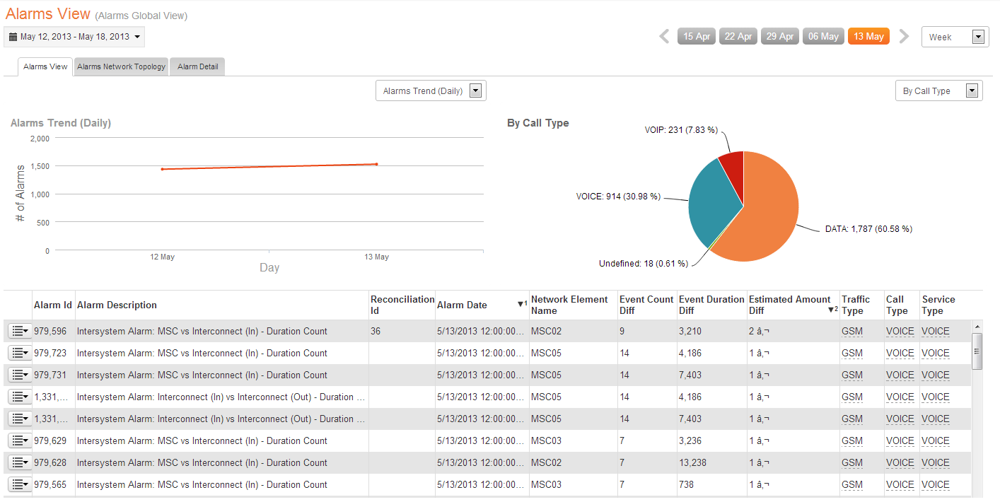 Alarms View (Alarms Global View)
May 12, 2013 - May 18, 2013
15 Apr 22 Apr 29 Apr 06 May 13 May Week
Alarms View Alarms Network Topology Alarm Detail
Alarms Trend (Daily) By Call Type
Alarms Trend (Daily)
2,000
1,500
1,000
500
0
# of Alarms
12 May 13 May
Day
By Call Type
VOIP: 231 (7.83 %)
VOICE: 914 (30.98 %)
DATA: 1,787 (60.58 %)
Undefined: 18 (0.61 %)
Alarm Id Alarm Description Reconciliation Id Alarm Date ▼1 Network Element Name Event Count Diff Event Duration Diff Estimated Amount Diff ▼2 Traffic Type Call Type Service Type
979,596 Intersystem Alarm: MSC vs Interconnect (In) - Duration Count 36 5/13/2013 12:00:00... MSC02 9 3,210 2 â‚¬ GSM VOICE VOICE
979,723 Intersystem Alarm: MSC vs Interconnect (In) - Duration Count 5/13/2013 12:00:00... MSC05 14 4,186 1 â‚¬ GSM VOICE VOICE
979,731 Intersystem Alarm: MSC vs Interconnect (In) - Duration Count 5/13/2013 12:00:00... MSC05 14 7,403 1 â‚¬ GSM VOICE VOICE
1,331,... Intersystem Alarm: Interconnect (In) vs Interconnect (Out) - Duration ... 5/13/2013 12:00:00... MSC05 14 4,186 1 â‚¬ GSM VOICE VOICE
1,331,... Intersystem Alarm: Interconnect (In) vs Interconnect (Out) - Duration ... 5/13/2013 12:00:00... MSC05 14 7,403 1 â‚¬ GSM VOICE VOICE
979,629 Intersystem Alarm: MSC vs Interconnect (In) - Duration Count 5/13/2013 12:00:00... MSC03 7 3,236 1 â‚¬ GSM VOICE VOICE
979,628 Intersystem Alarm: MSC vs Interconnect (In) - Duration Count 5/13/2013 12:00:00... MSC02 7 13,238 1 â‚¬ GSM VOICE VOICE
979,565 Intersystem Alarm: MSC vs Interconnect (In) - Duration Count 5/13/2013 12:00:00... MSC03 7 738 1 â‚¬ GSM VOICE VOICE